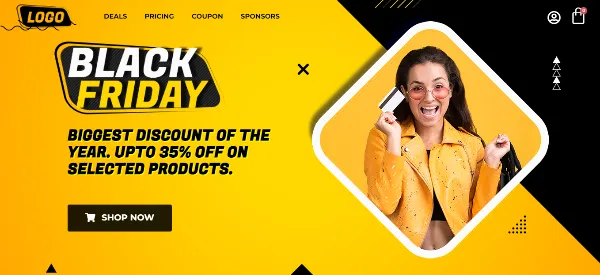 LOGO
DEALS PRICING COUPON SPONSORS
BLACK
FRIDAY
BIGGEST DISCOUNT OF THE
YEAR. UPTO 35% OFF ON
SELECTED PRODUCTS.
SHOP NOW